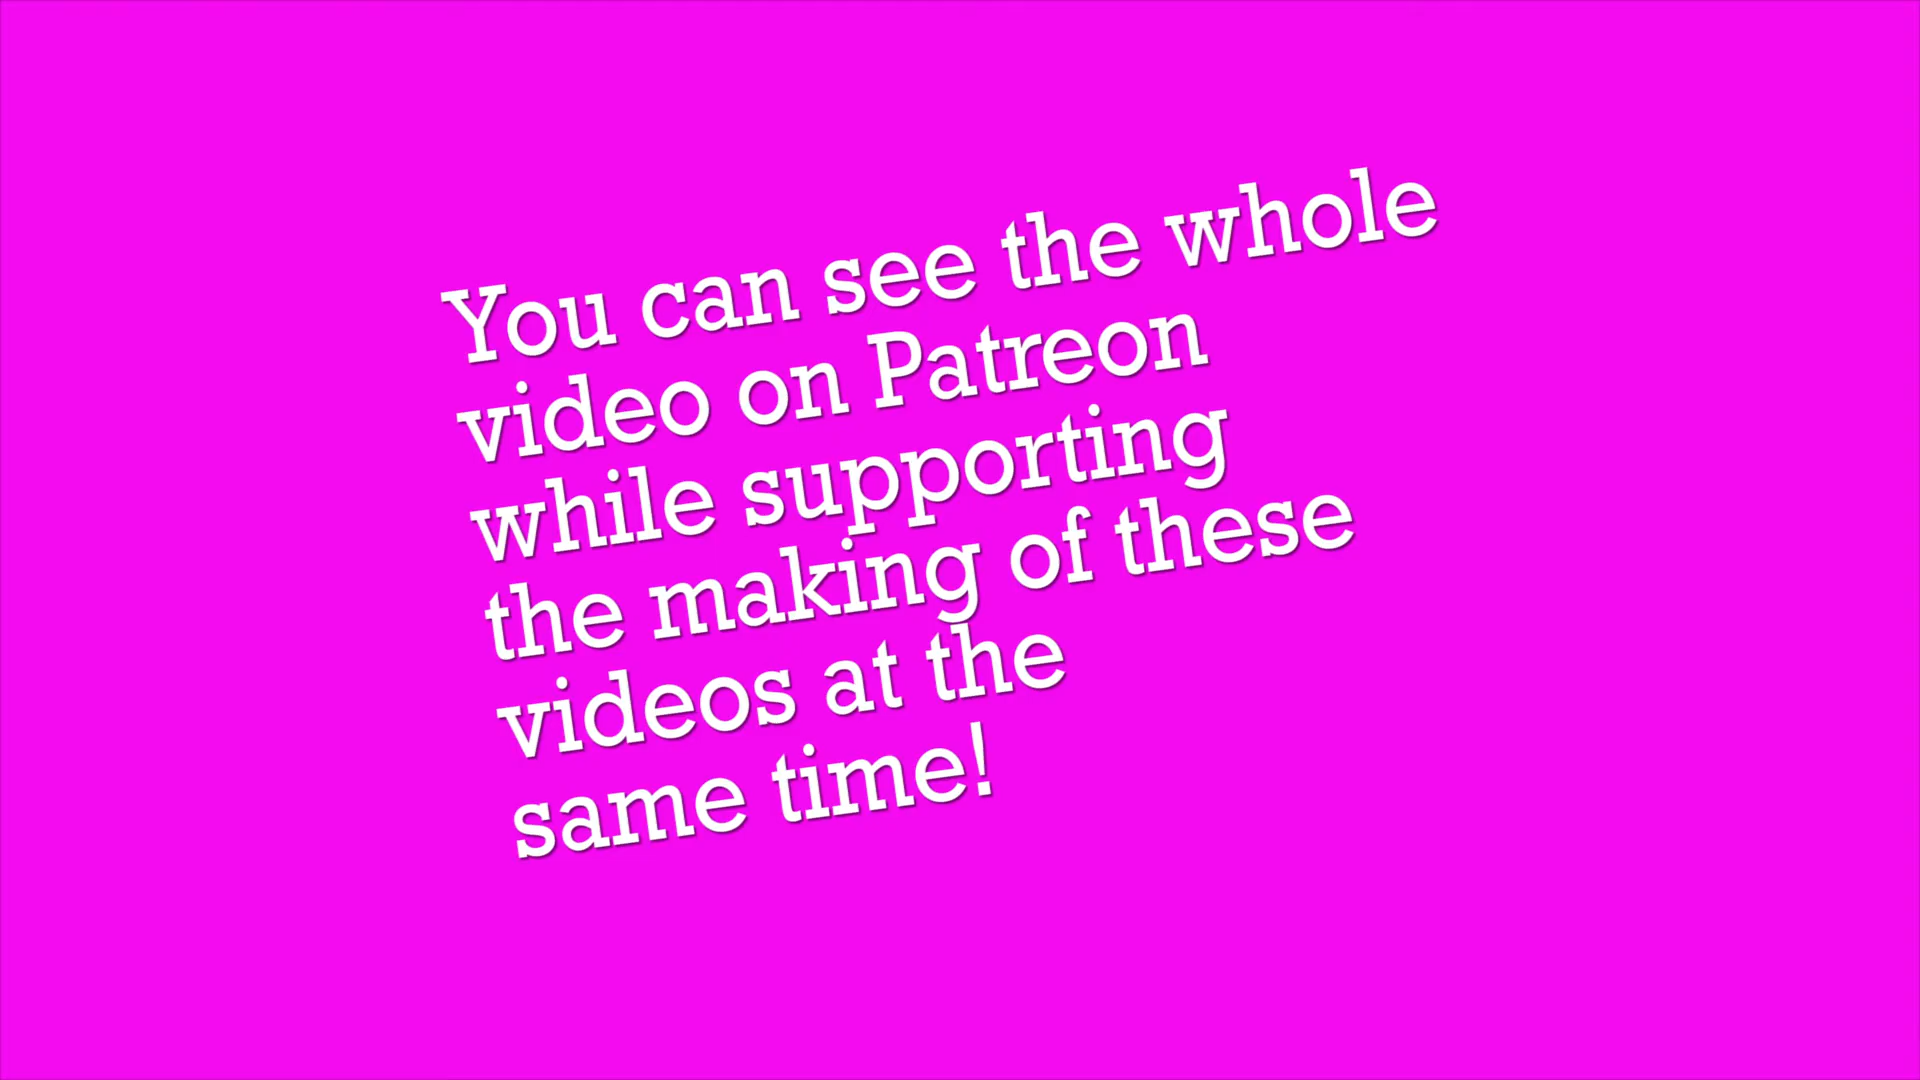 You can see the whole
video on Patreon
while supporting
the making of these
videos at the
same time!